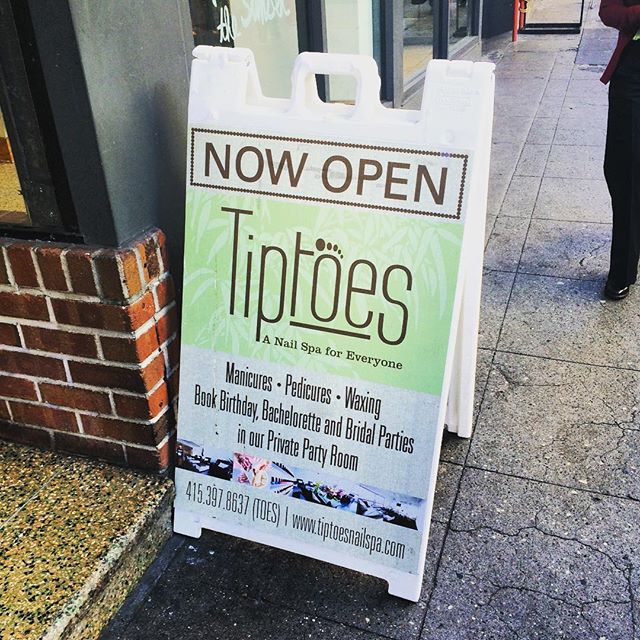 NOW OPEN
Tiptoes
A Nail Spa for Everyone
Manicures • Pedicures • Waxing
Book Birthday, Bachelorette and Bridal Parties
in our Private Party Room
415.397.8637 (TOES) | www.tiptoesnailspa.com